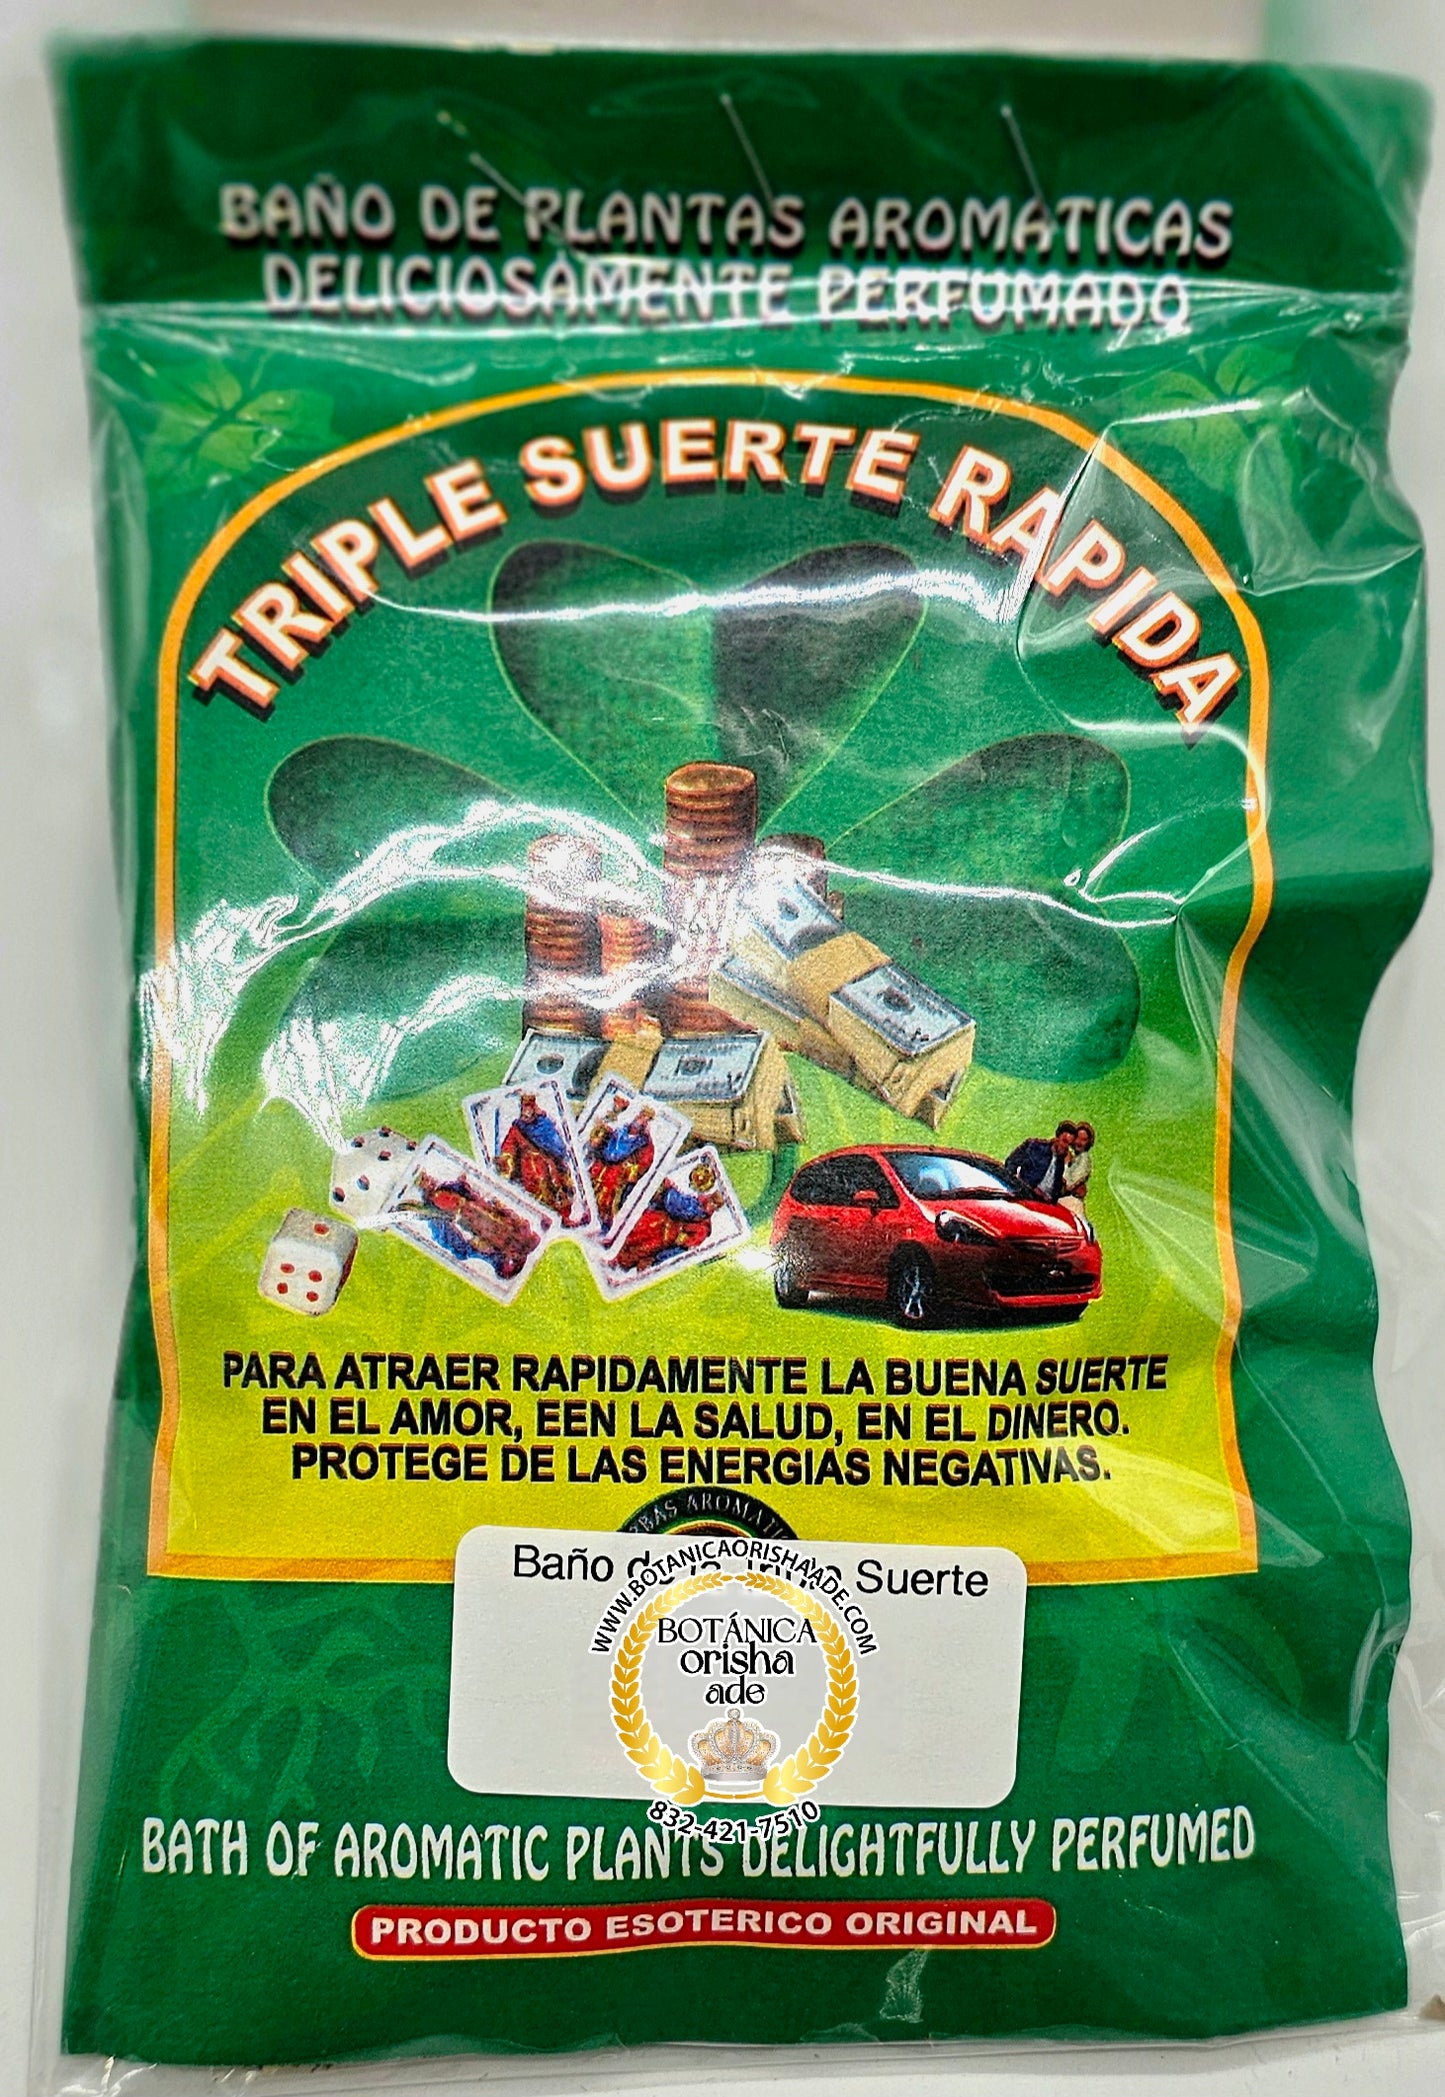 BAÑO DE PLANTAS AROMATICAS
DELICIOSAMENTE PERFUMADO
TRIPLE SUERTE RAPIDA
PARA ATRAER RAPIDAMENTE LA BUENA SUERTE
EN EL AMOR, EEN LA SALUD, EN EL DINERO.
PROTEGE DE LAS ENERGIAS NEGATIVAS.
Baño Suerte
WWW.BOTANICAORISHAADE.COM
BOTÁNICA
orisha
ade
832-421-7510
BATH OF AROMATIC PLANTS DELIGHTFULLY PERFUMED
PRODUCTO ESOTERICO ORIGINAL